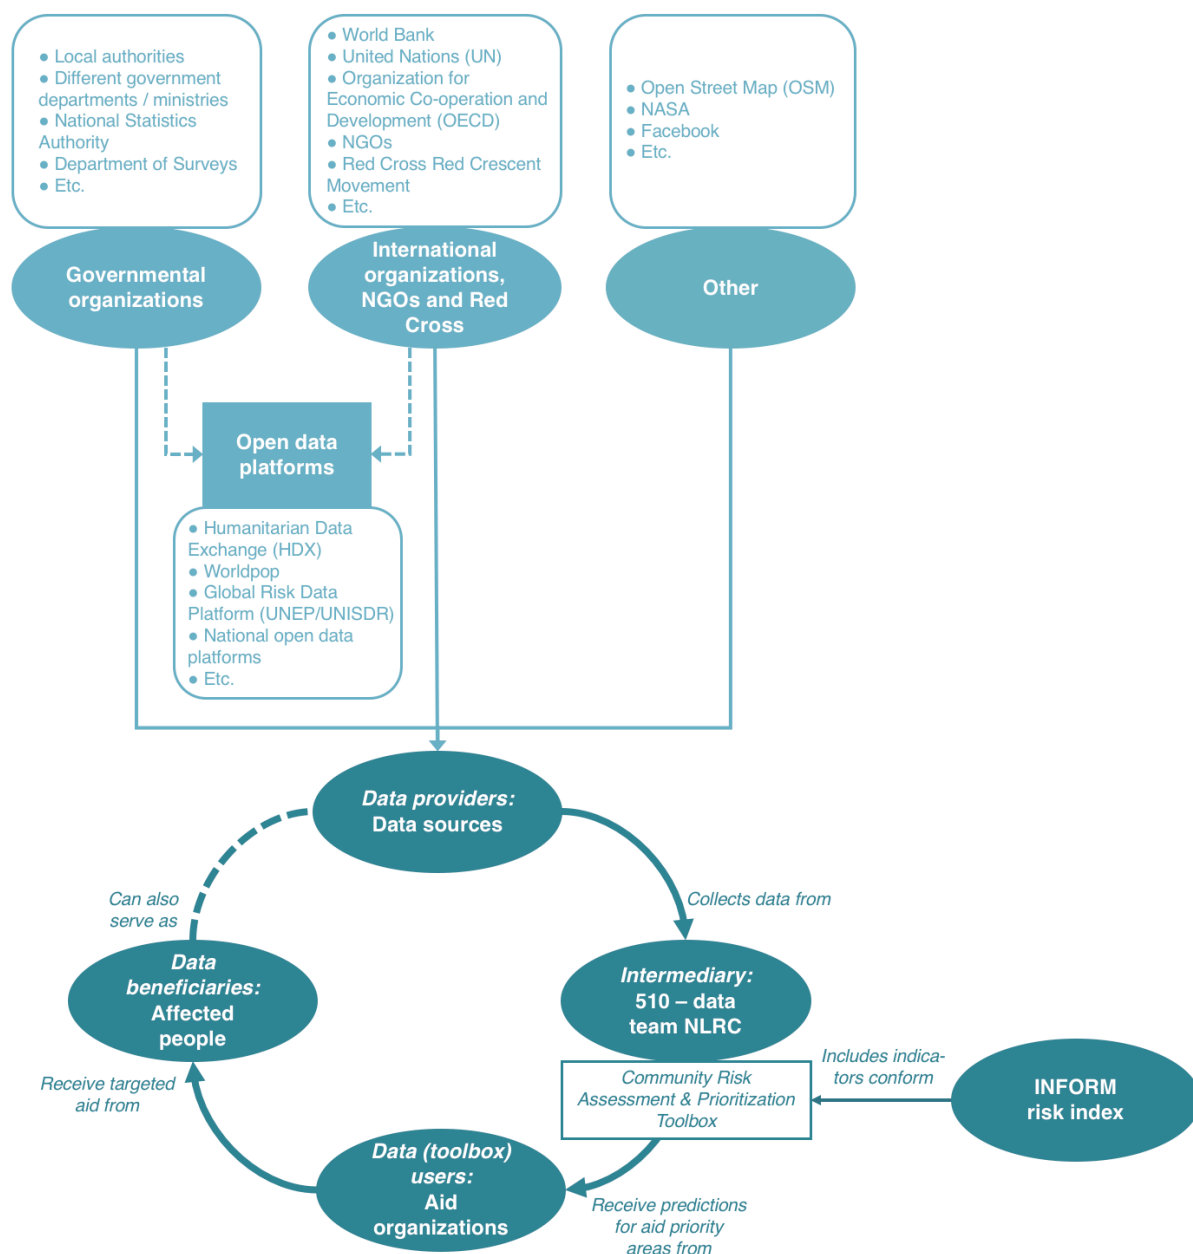 ● Local authorities
● Different government
departments / ministries
● National Statistics
Authority
● Department of Surveys
● Etc.
● World Bank
● United Nations (UN)
● Organization for
Economic Co-operation and
Development (OECD)
● NGOs
● Red Cross Red Crescent
Movement
● Etc.
● Open Street Map (OSM)
● NASA
● Facebook
● Etc.
Governmental
organizations
International
organizations,
NGOs and Red
Cross
Other
Open data
platforms
● Humanitarian Data
Exchange (HDX)
● Worldpop
● Global Risk Data
Platform (UNEP/UNISDR)
● National open data
platforms
● Etc.
Data providers:
Data sources
Can also
serve as
Collects data from
Data
beneficiaries:
Affected
people
Intermediary:
510 – data
team NLRC
Community Risk
Assessment & Prioritization
Toolbox
Includes indica-
tors conform
INFORM
risk index
Receive targeted
aid from
Data (toolbox)
users:
Aid
organizations
Receive predictions
for aid priority
areas from